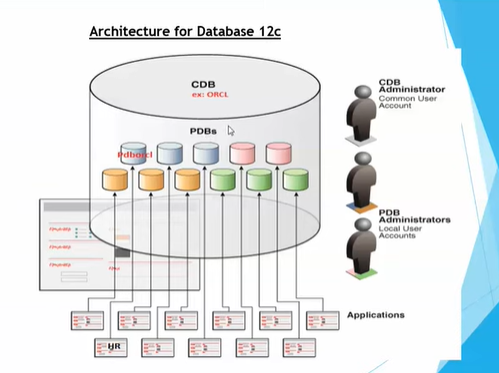 Architecture for Database 12c
CDB
ex: ORCL
PDBs
Pdborcl
CDB
Administrator
Common User
Account
PDB
Administrators
Local User
Accounts
Applications
HR